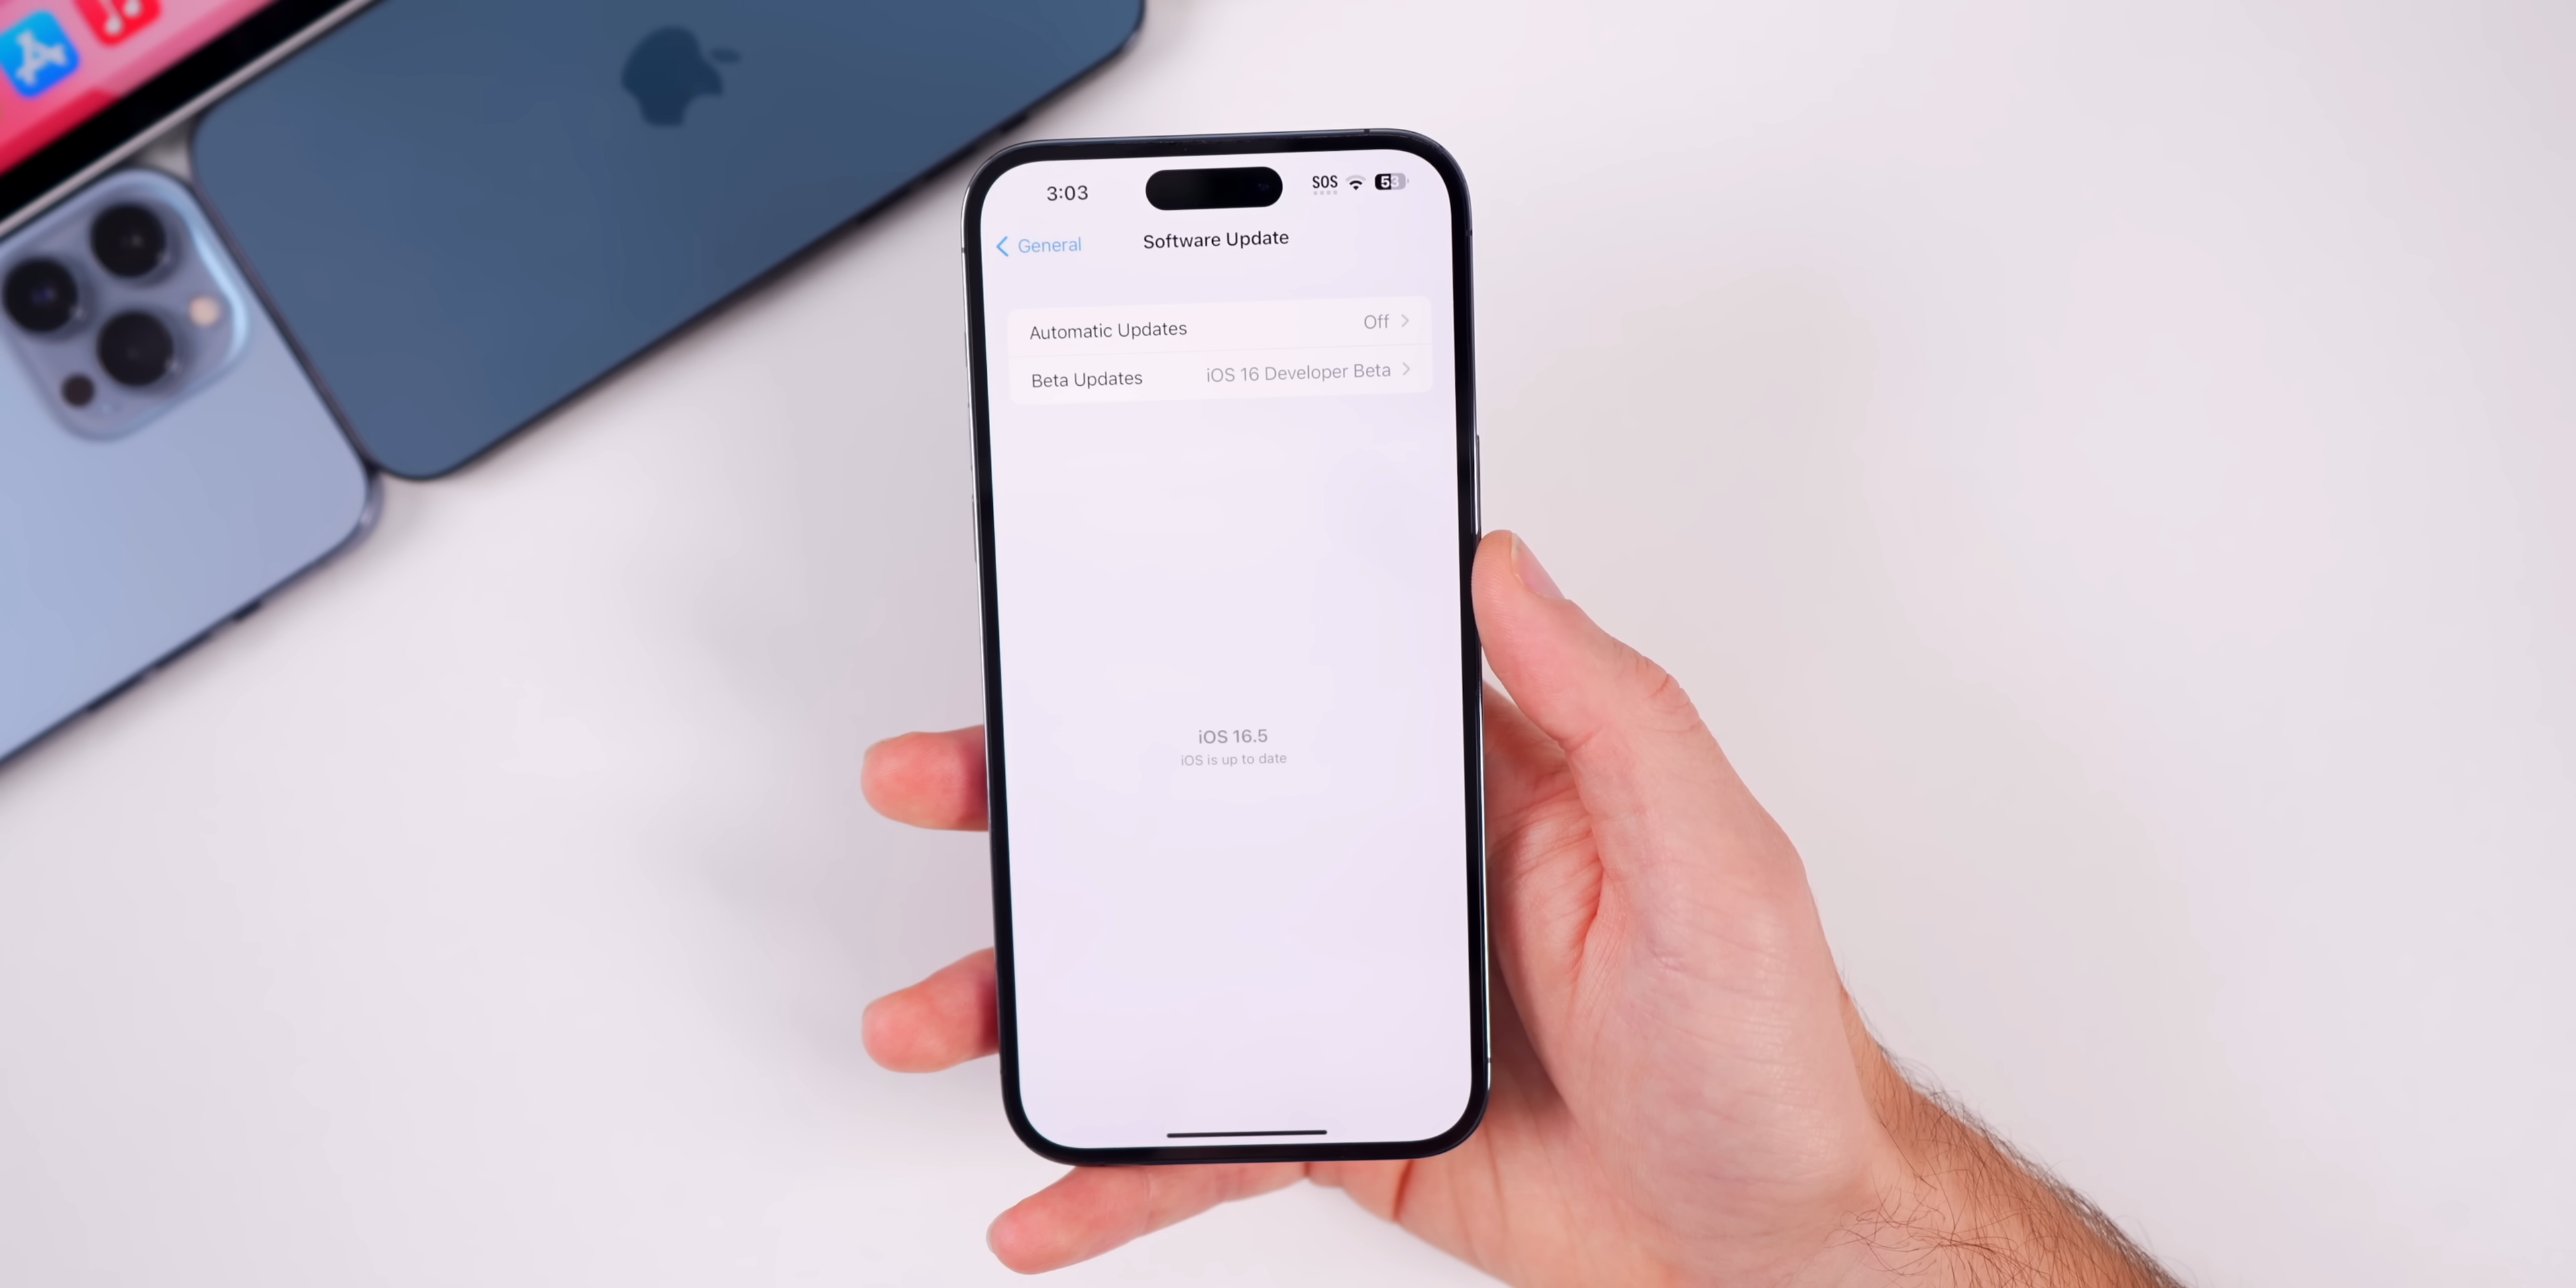 3:03
SOS
53
General
Software Update
Automatic Updates Off
Beta Updates iOS 16 Developer Beta
iOS 16.5
iOS is up to date